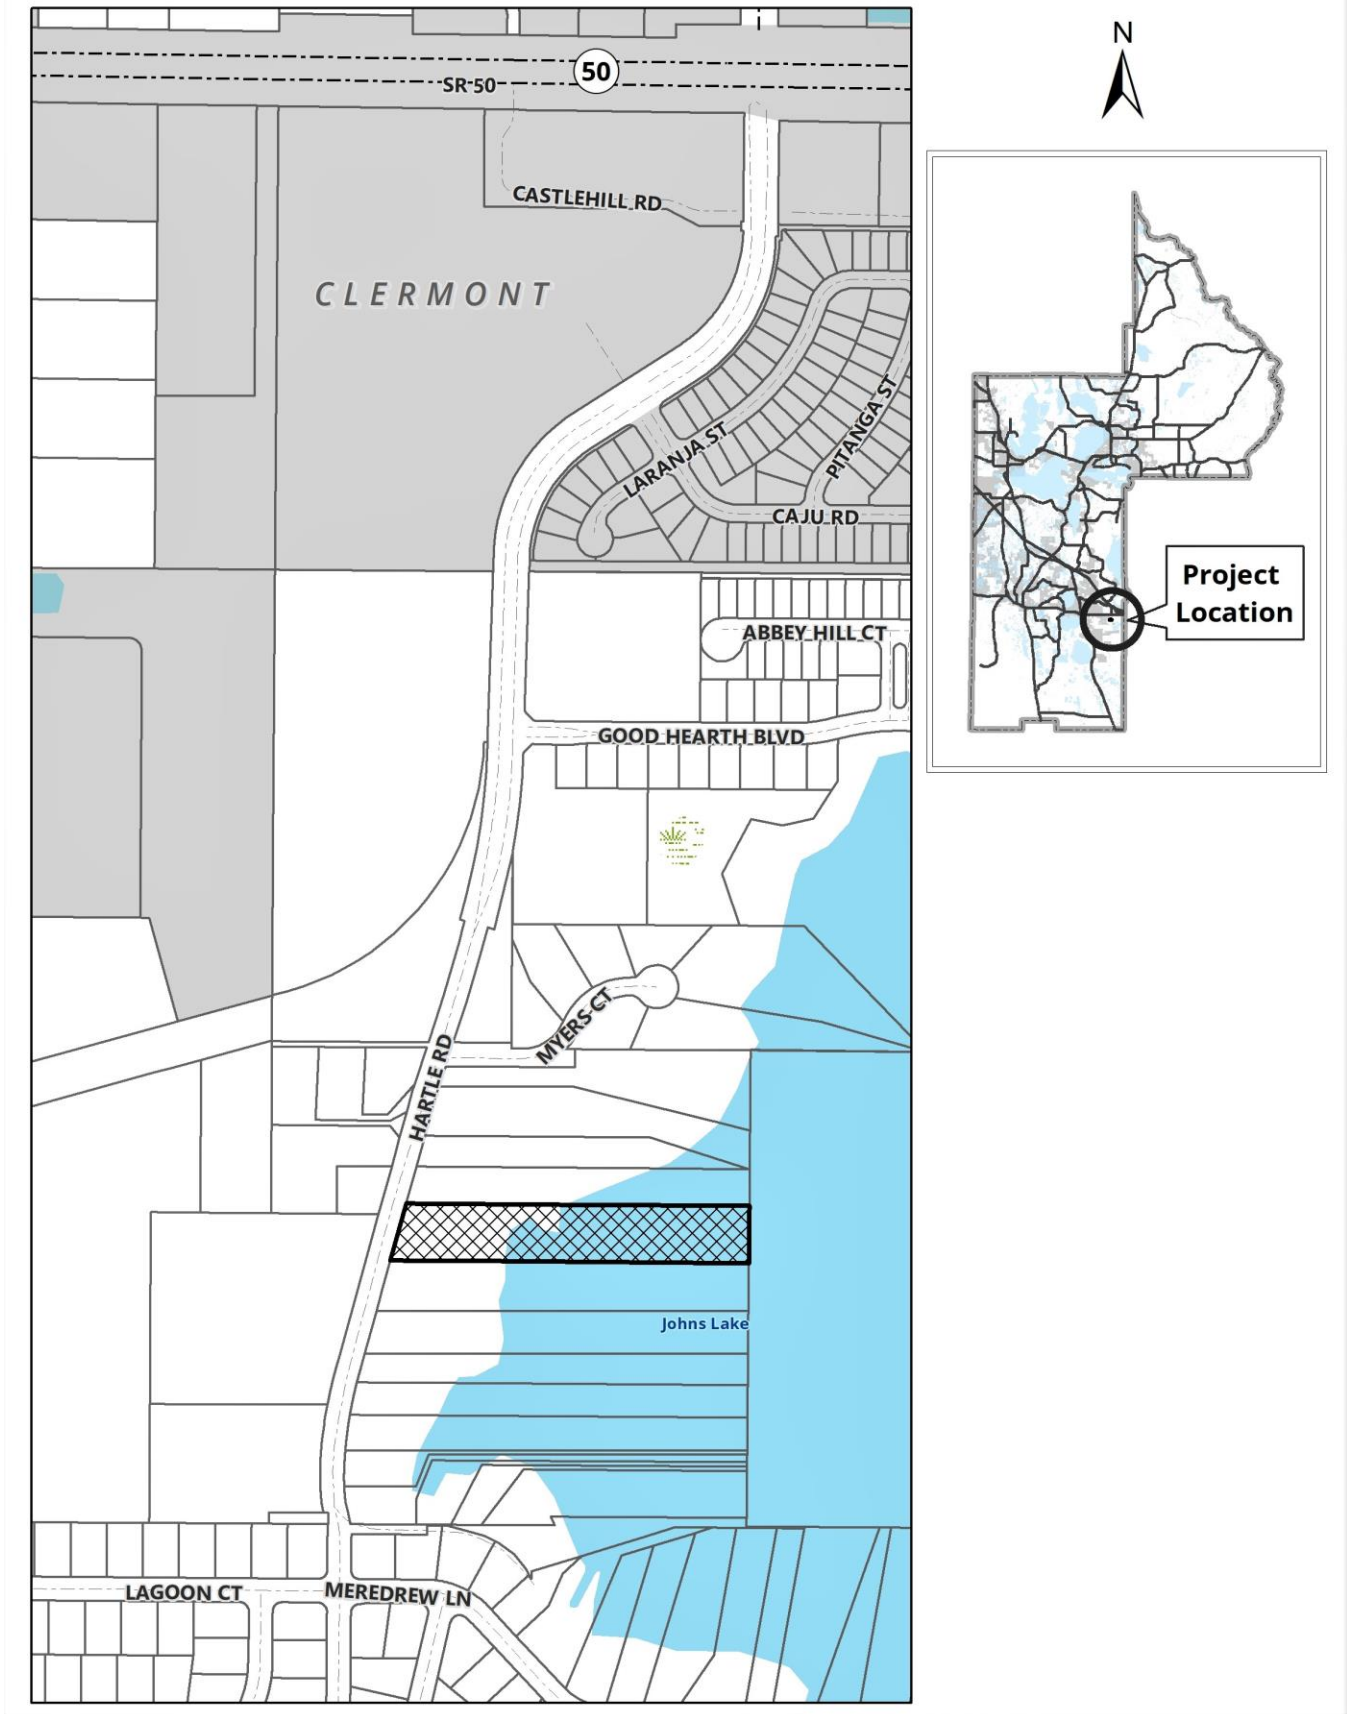 N
50
SR 50
CASTLEHILL RD
CLERMONT
LARANJA ST
PITANGA ST
CAJU RD
Project
Location
ABBEY HILL CT
GOOD HEARTH BLVD
MYERS CT
HARTLE RD
Johns Lake
LAGOON CT
MEREDREW LN